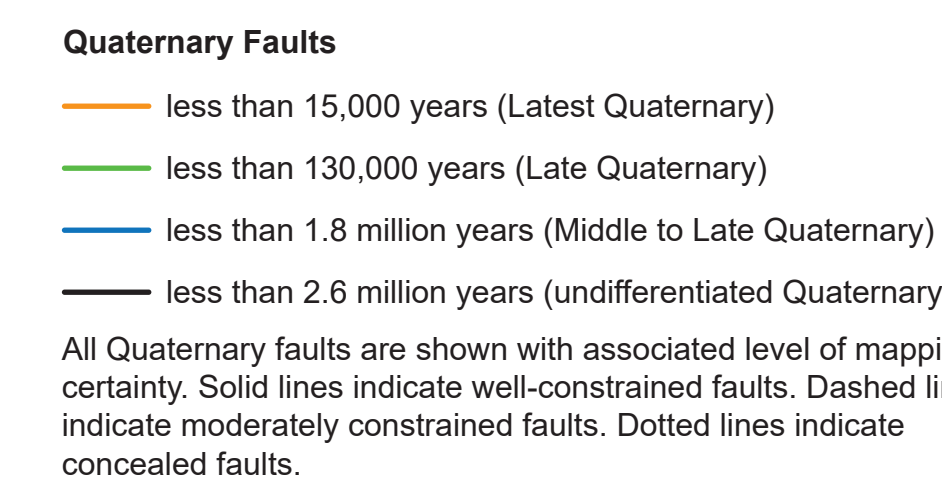 Quaternary Faults
less than 15,000 years (Latest Quaternary)
less than 130,000 years (Late Quaternary)
less than 1.8 million years (Middle to Late Quaternary)
less than 2.6 million years (undifferentiated Quaternary
All Quaternary faults are shown with associated level of mappi
certainty. Solid lines indicate well-constrained faults. Dashed li
indicate moderately constrained faults. Dotted lines indicate
concealed faults.